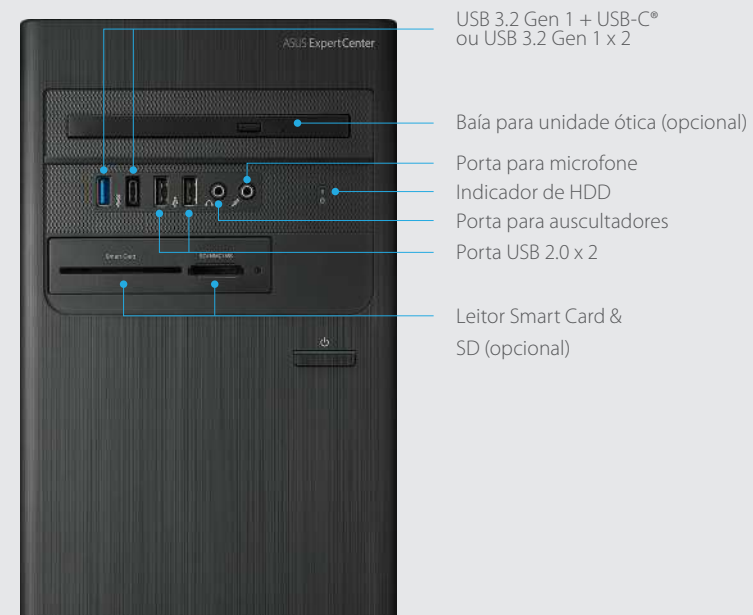 USB 3.2 Gen 1 + USB-C®
ou USB 3.2 Gen 1 x 2
ASUS ExpertCenter
Baía para unidade ótica (opcional)
Porta para microfone
Indicador de HDD
Porta para auscultadores
Porta USB 2.0 x 2
Smart Card
Leitor Smart Card &
SD (opcional)